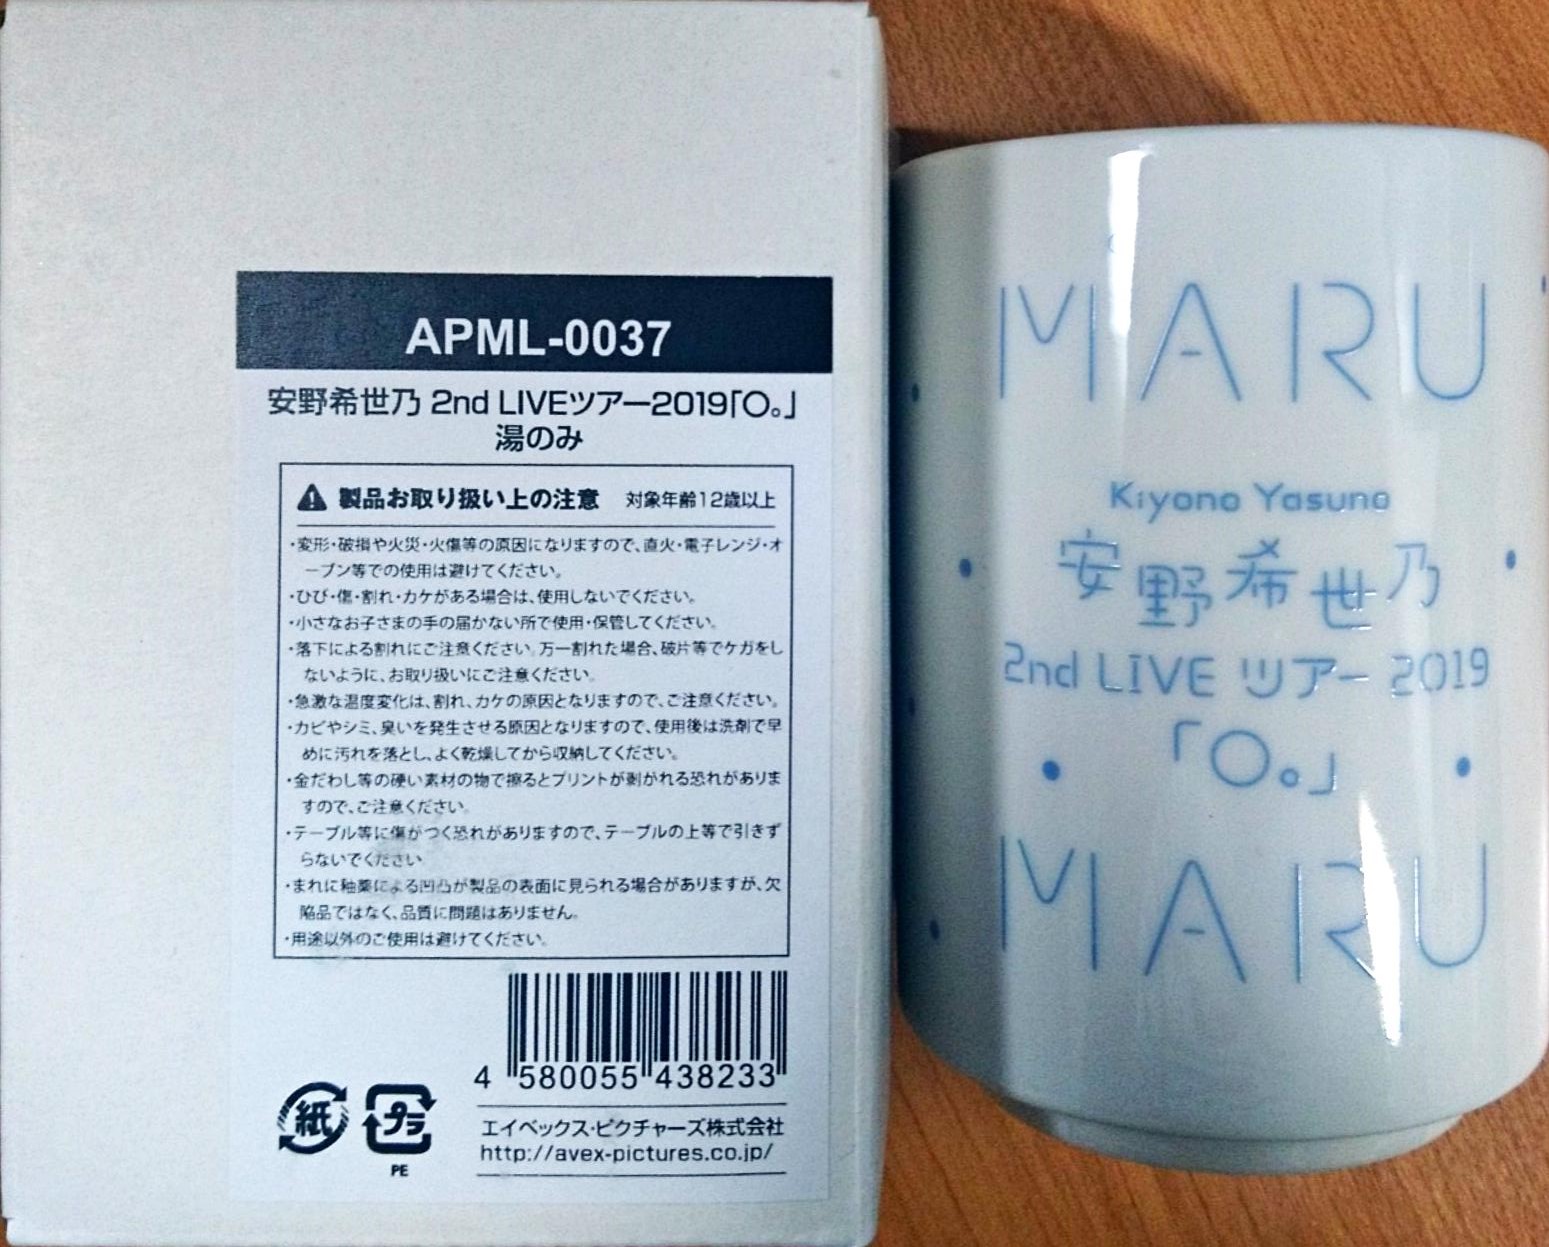 APML-0037
安野希世乃 2nd LIVEツアー2019「〇。」
湯のみ
製品お取り扱い上の注意 対象年齢12歳以上
・変形・破損や火災・火傷等の原因になりますので、直火・電子レンジ・オ
ーブン等での使用は避けてください。
・ひび・傷・割れ・カケがある場合は、使用しないでください。
・小さなお子さまの手の届かない所で使用・保管してください。
・落下による割れにご注意ください。万一割れた場合、破片等でケガをし
ないように、お取り扱いにご注意ください。
・急激な温度変化は、割れ、カケの原因となりますので、ご注意ください。
・カビやシミ、臭いを発生させる原因となりますので、使用後は洗剤で早
めに汚れを落とし、よく乾燥してから収納してください。
・金だわし等の硬い素材の物で擦るとプリントが剥がれる恐れがありま
すので、ご注意ください。
・テーブル等に傷がつく恐れがありますので、テーブルの上等で引きず
らないでください
・まれに釉薬による凹凸が製品の表面に見られる場合がありますが、欠
陥品ではなく、品質に問題はありません。
・用途以外のご使用は避けてください。
4 580055 438233
紙
プラ
PE
エイベックス・ピクチャーズ株式会社
http://avex-pictures.co.jp/
MARU
Kiyono Yasuno
安野希世乃
2nd LIVE ツアー 2019
「〇。」
MARU